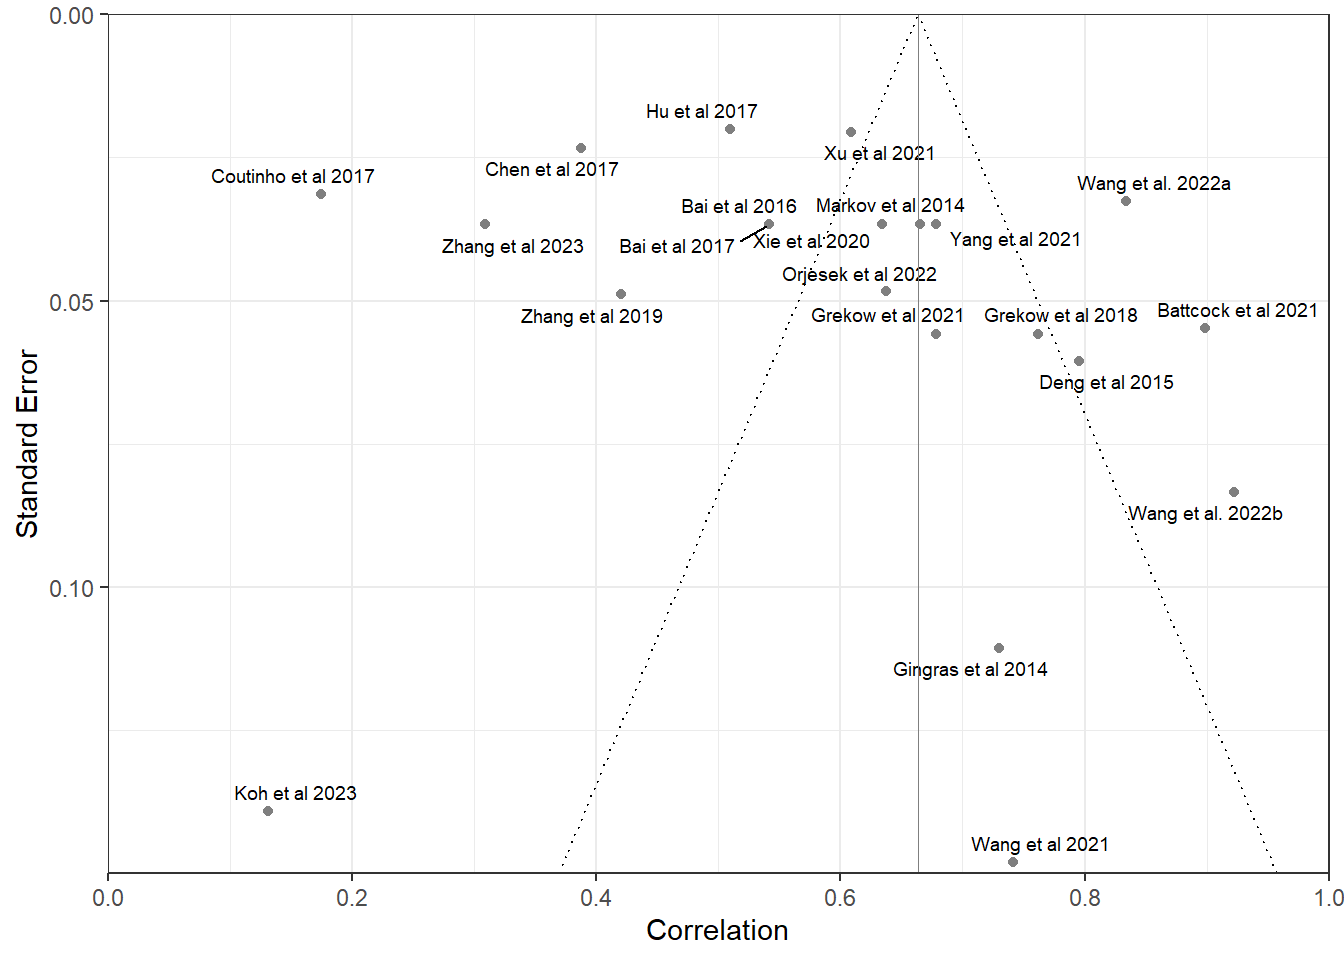 0.00
Hu et al 2017
Xu et al 2021
Chen et al 2017
Coutinho et al 2017
Wang et al. 2022a
Bai et al 2016
Markov et al 2014
Zhang et al 2023
Bai et al 2017
Xie et al 2020
Yang et al 2021
Orjesek et al 2022
0.05
Zhang et al 2019
Grekow et al 2021
Grekow et al 2018
Battcock et al 2021
Deng et al 2015
Standard Error
Wang et al. 2022b
0.10
Gingras et al 2014
Koh et al 2023
Wang et al 2021
0.0 0.2 0.4 0.6 0.8 1.0
Correlation